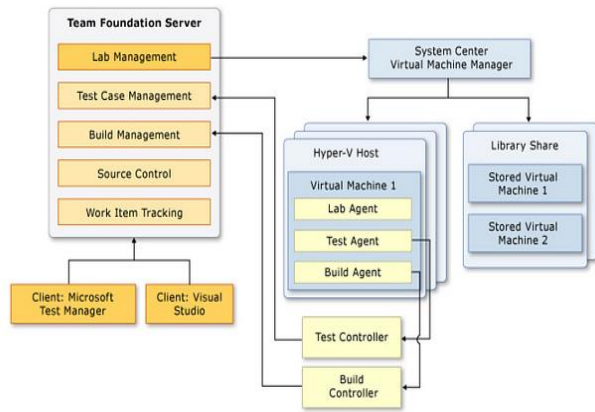 Team Foundation Server
Lab Management
Test Case Management
Build Management
Source Control
Work Item Tracking
Client: Microsoft
Test Manager
Client: Visual
Studio
System Center
Virtual Machine Manager
Hyper-V Host
Virtual Machine 1
Lab Agent
Test Agent
Build Agent
Library Share
Stored Virtual
Machine 1
Stored Virtual
Machine 2
Test Controller
Build
Controller